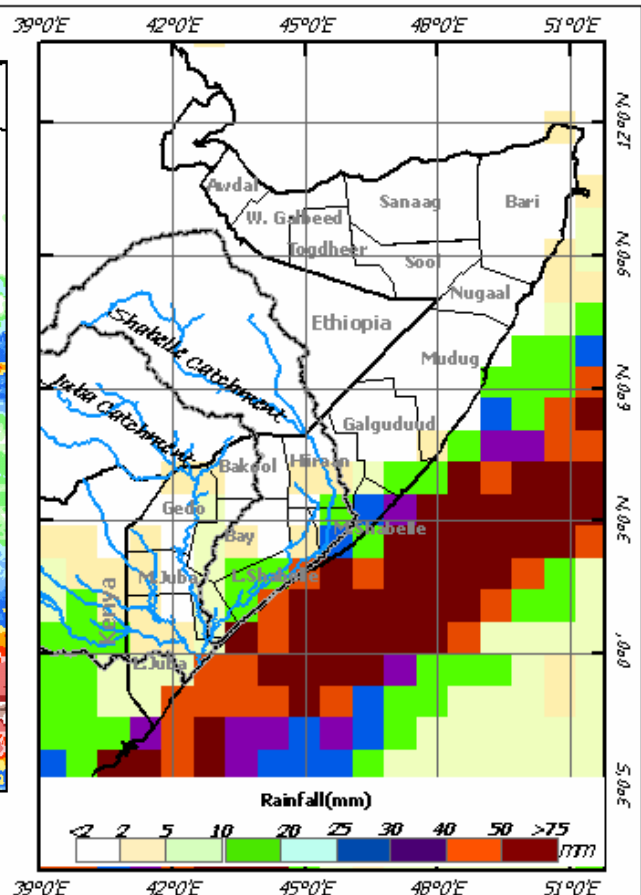 39°0'E 42°0'E 45°0'E 48°0'E 51°0'E
12°0'N
Awdal
Sanaag
Bari
W. Galbeed
Togdheer
9°0'N
Sool
Nugaal
Ethiopia
Shabelle Catchment
Mudug
6°0'N
Juba Catchment
Galguduud
Bakool
Hiiraan
Gedo
3°0'N
M.Shabelle
Bay
M.Juba
L.Shabelle
Kenya
L.Juba
0°0'
3°0'S
Rainfall(mm)
<2 2 5 10 20 25 30 40 50 >75
mm
39°0'E 42°0'E 45°0'E 48°0'E 51°0'E